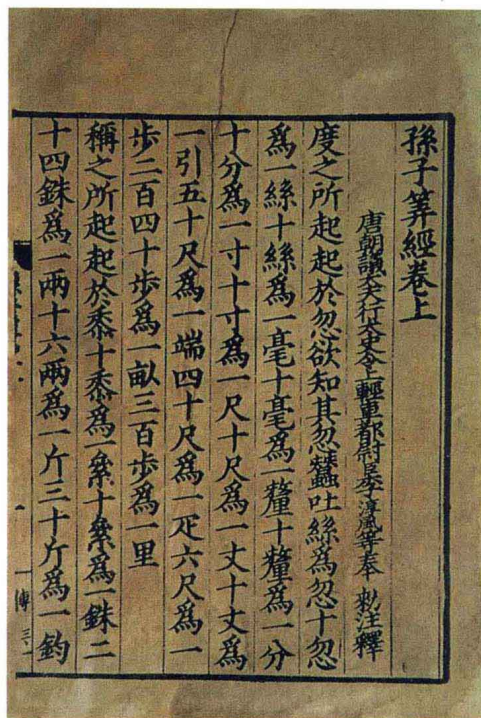 孫子筭經卷上
唐朝議大夫行太史令上輕車都尉臣李淳風等奉 勑注釋
度之所起起於忽欲知其忽蠶吐絲為忽十忽
為一絲十絲為一毫十毫為一釐十釐為一分
十分為一寸十寸為一尺十尺為一丈十丈為
一引五十尺為一端四十尺為一疋六尺為一
步二百四十步為一畝三百步為一里
稱之所起起於黍十黍為一絫十絫為一銖二
十四銖為一兩十六兩為一斤三十斤為一鈞